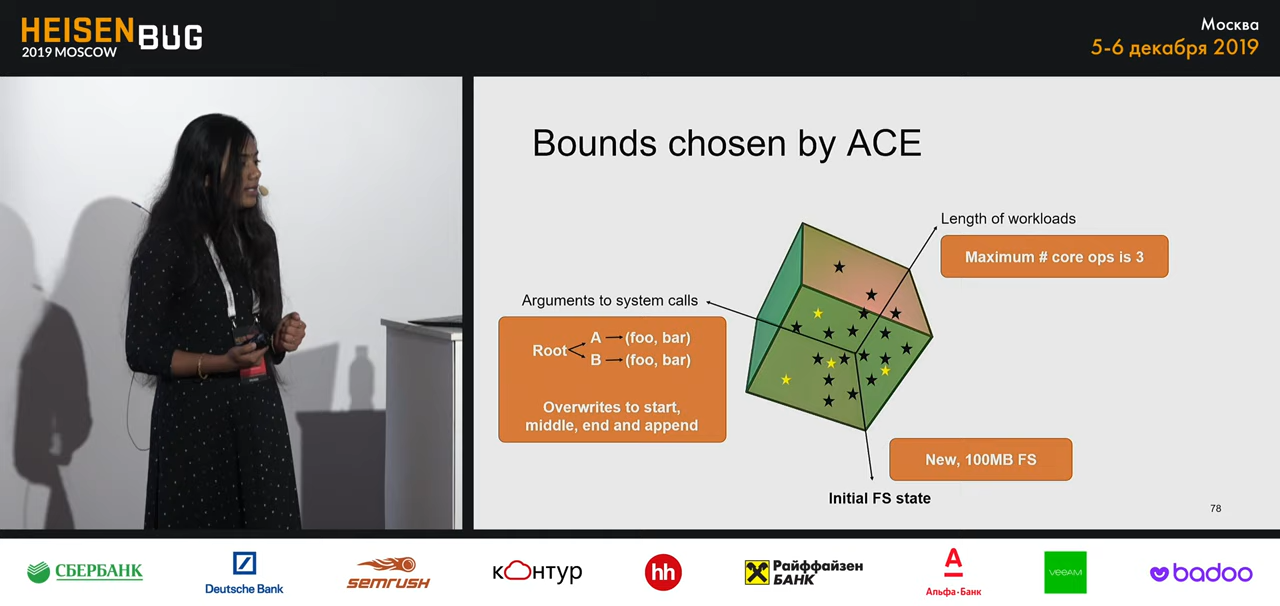 HEISENBUG
2019 MOSCOW
Москва
5-6 декабря 2019
Bounds chosen by ACE
Length of workloads
Maximum # core ops is 3
Arguments to system calls
Root
A (foo, bar)
B (foo, bar)
Overwrites to start,
middle, end and append
New, 100MB FS
Initial FS state
78
СБЕРБАНК
Deutsche Bank
semrush
контур
hh
Райффайзен
БАНК
А
Альфа·Банк
veeam
badoo